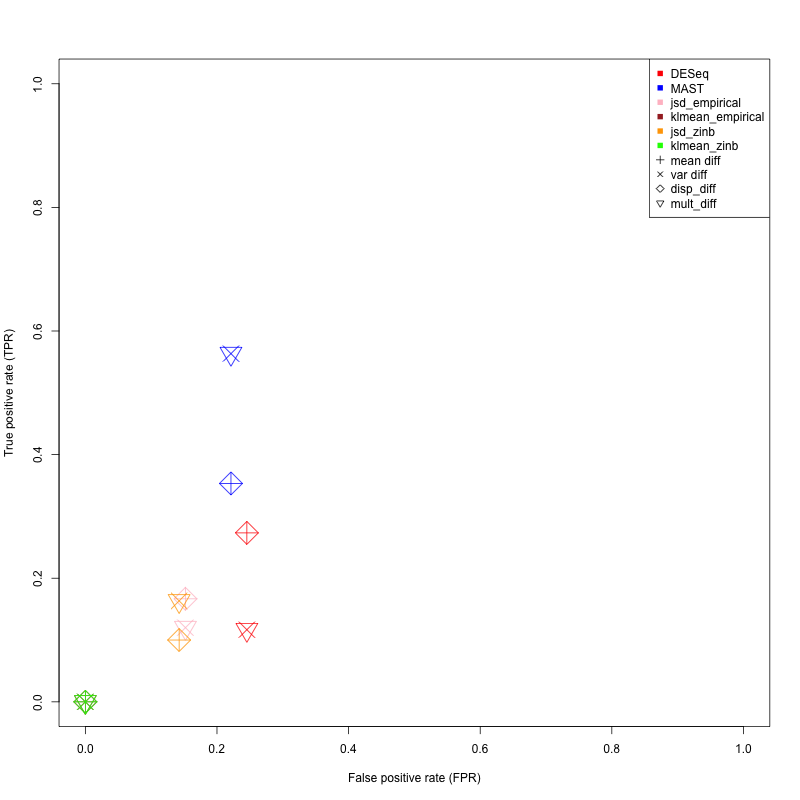 DESeq
MAST
jsd_empirical
klmean_empirical
jsd_zinb
klmean_zinb
mean diff
var diff
disp_diff
mult_diff
1.0
0.8
0.6
0.4
0.2
0.0
True positive rate (TPR)
0.0 0.2 0.4 0.6 0.8 1.0
False positive rate (FPR)